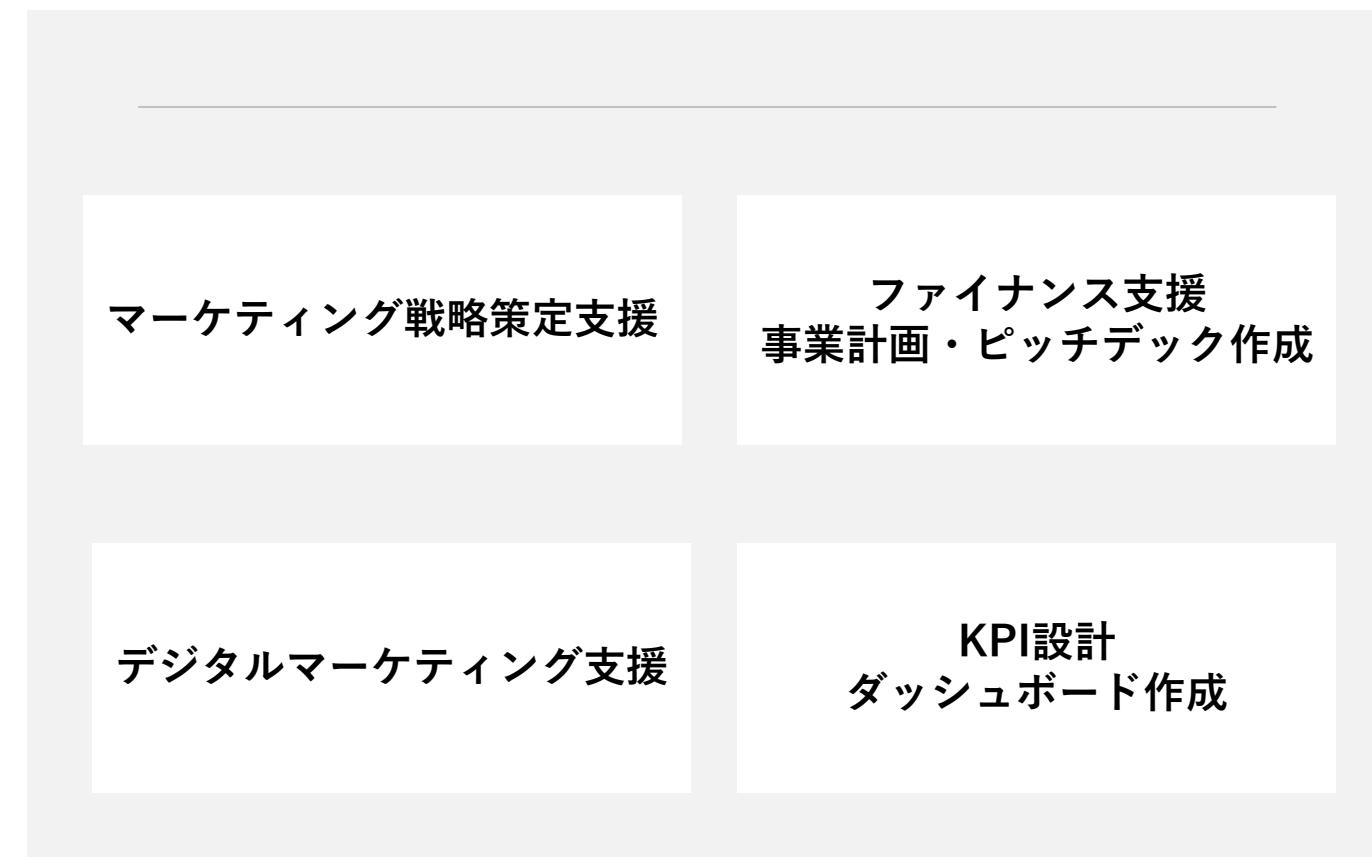 マーケティング戦略策定支援
ファイナンス支援
事業計画・ピッチデック作成
デジタルマーケティング支援
KPI設計
ダッシュボード作成